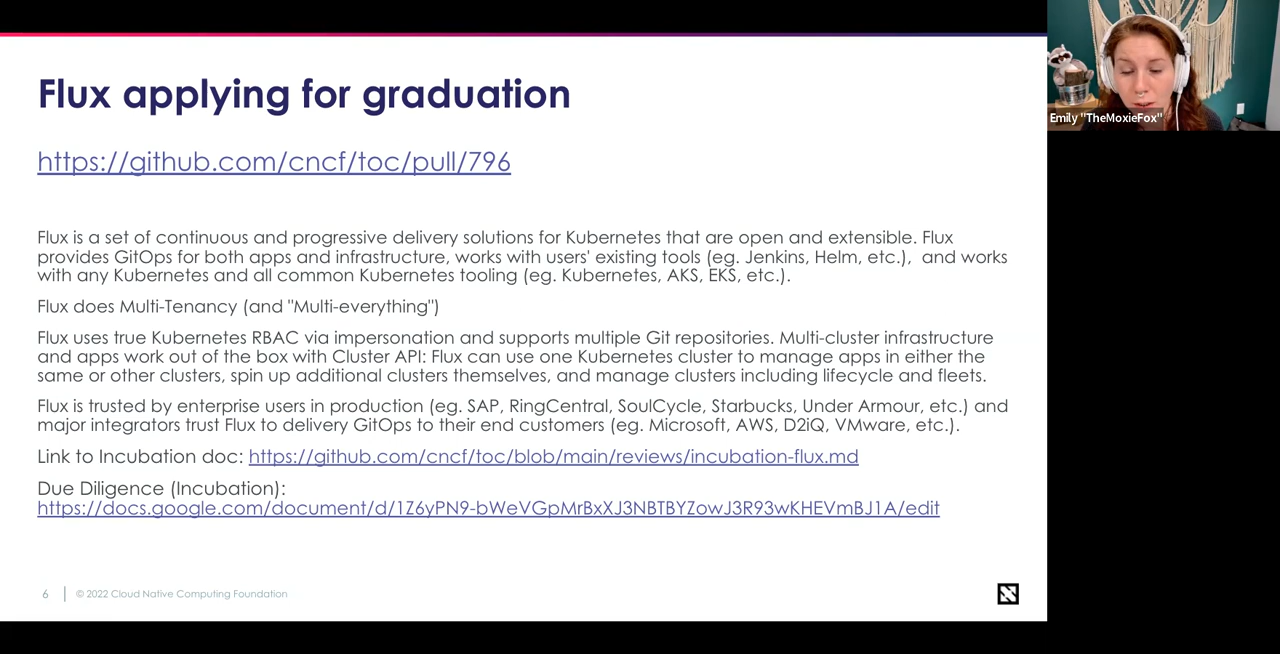 Flux applying for graduation
https://github.com/cncf/toc/pull/796
Flux is a set of continuous and progressive delivery solutions for Kubernetes that are open and extensible. Flux
provides GitOps for both apps and infrastructure, works with users' existing tools (eg. Jenkins, Helm, etc.), and works
with any Kubernetes and all common Kubernetes tooling (eg. Kubernetes, AKS, EKS, etc.).
Flux does Multi-Tenancy (and "Multi-everything")
Flux uses true Kubernetes RBAC via impersonation and supports multiple Git repositories. Multi-cluster infrastructure
and apps work out of the box with Cluster API: Flux can use one Kubernetes cluster to manage apps in either the
same or other clusters, spin up additional clusters themselves, and manage clusters including lifecycle and fleets.
Flux is trusted by enterprise users in production (eg. SAP, RingCentral, SoulCycle, Starbucks, Under Armour, etc.) and
major integrators trust Flux to delivery GitOps to their end customers (eg. Microsoft, AWS, D2iQ, VMware, etc.).
Link to Incubation doc: https://github.com/cncf/toc/blob/main/reviews/incubation-flux.md
Due Diligence (Incubation):
https://docs.google.com/document/d/1Z6yPN9-bWeVGpMrBxXJ3NBTBYZowJ3R93wKHEVmBJ1A/edit
6
© 2022 Cloud Native Computing Foundation
Emily "TheMoxieFox"